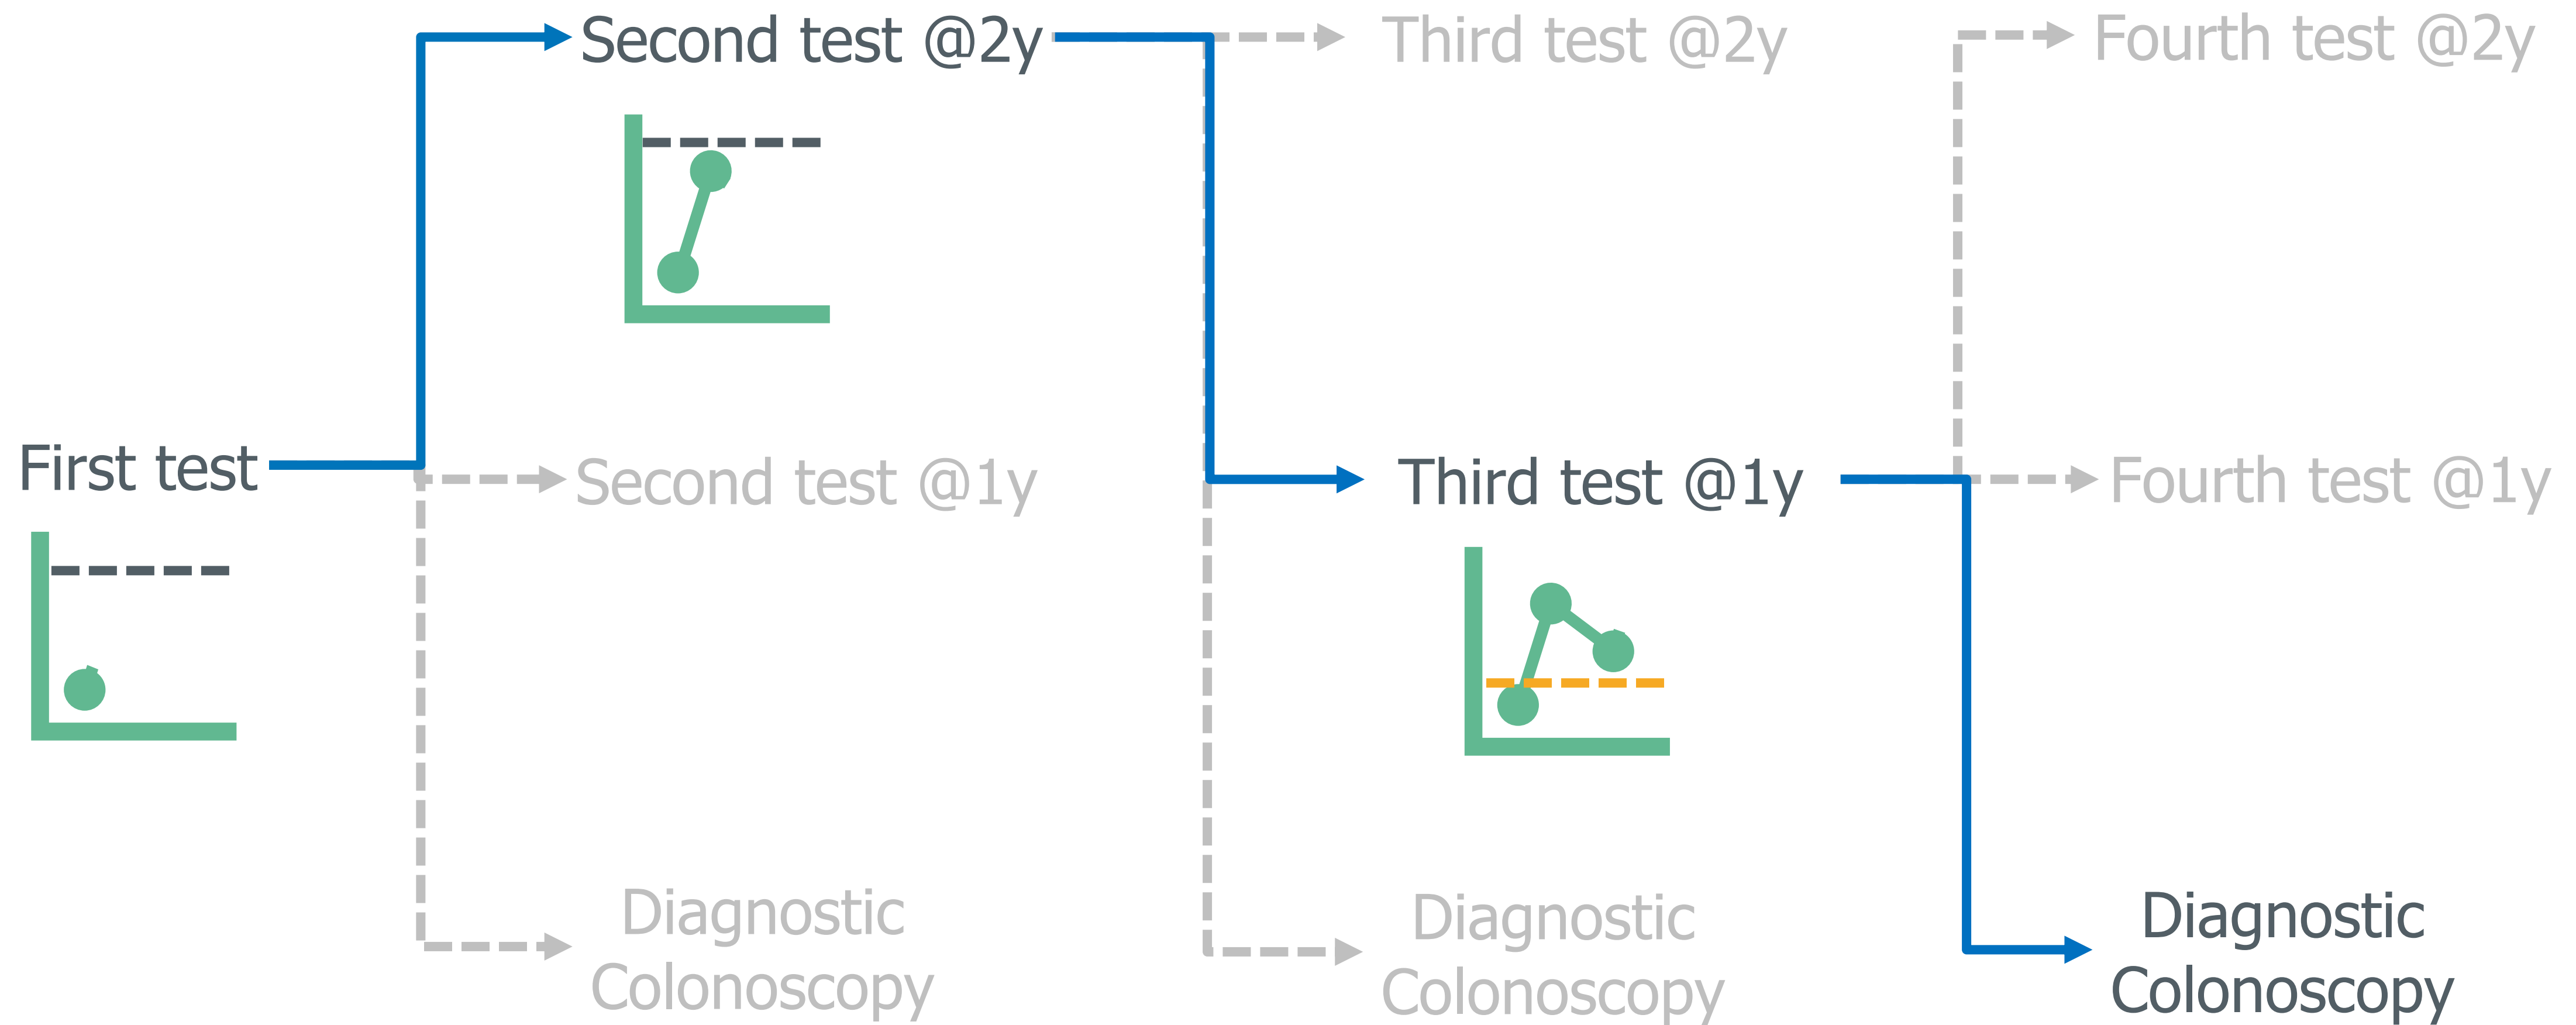 Second test @2y
Third test @2y
Fourth test @2y
First test
Second test @1y
Third test @1y
Fourth test @1y
Diagnostic
Colonoscopy
Diagnostic
Colonoscopy
Diagnostic
Colonoscopy